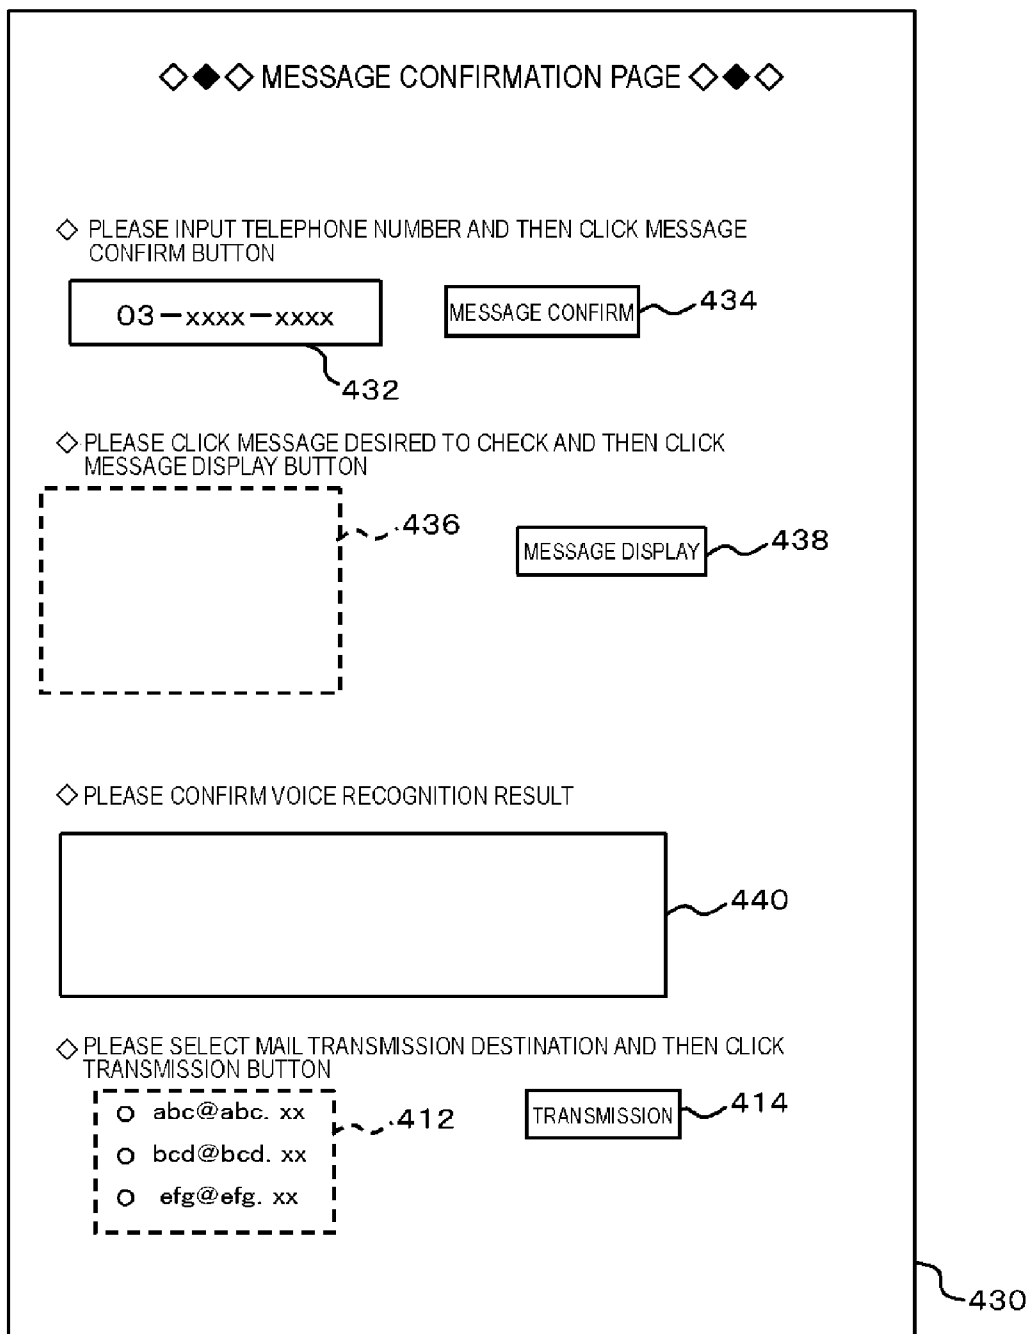 ◇◆◇ MESSAGE CONFIRMATION PAGE ◇◆◇
◇ PLEASE INPUT TELEPHONE NUMBER AND THEN CLICK MESSAGE
CONFIRM BUTTON
03-xxxx-xxxx
MESSAGE CONFIRM
434
432
◇ PLEASE CLICK MESSAGE DESIRED TO CHECK AND THEN CLICK
MESSAGE DISPLAY BUTTON
436
MESSAGE DISPLAY
438
◇ PLEASE CONFIRM VOICE RECOGNITION RESULT
440
◇ PLEASE SELECT MAIL TRANSMISSION DESTINATION AND THEN CLICK
TRANSMISSION BUTTON
abc@abc. xx
412
TRANSMISSION
414
bcd@bcd. xx
efg@efg. xx
430